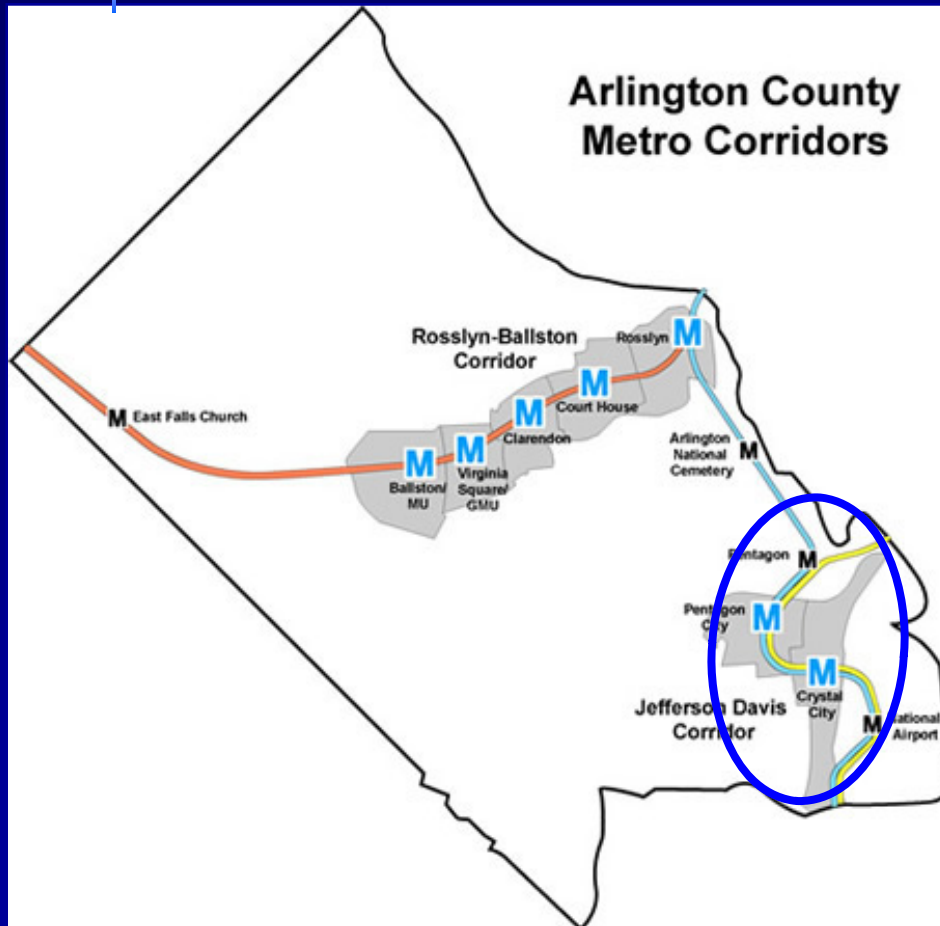 Arlington County
Metro Corridors
Rosslyn-Ballston
Corridor
Rosslyn
M
M
Court House
M
Clarendon
M East Falls Church
M
Virginia
Square/
GMU
M
Ballston/
MU
Arlington
National
Cemetery
M
Pentagon M
Pentagon
City
M
M
Crystal
City
Jefferson Davis
Corridor
M National
Airport